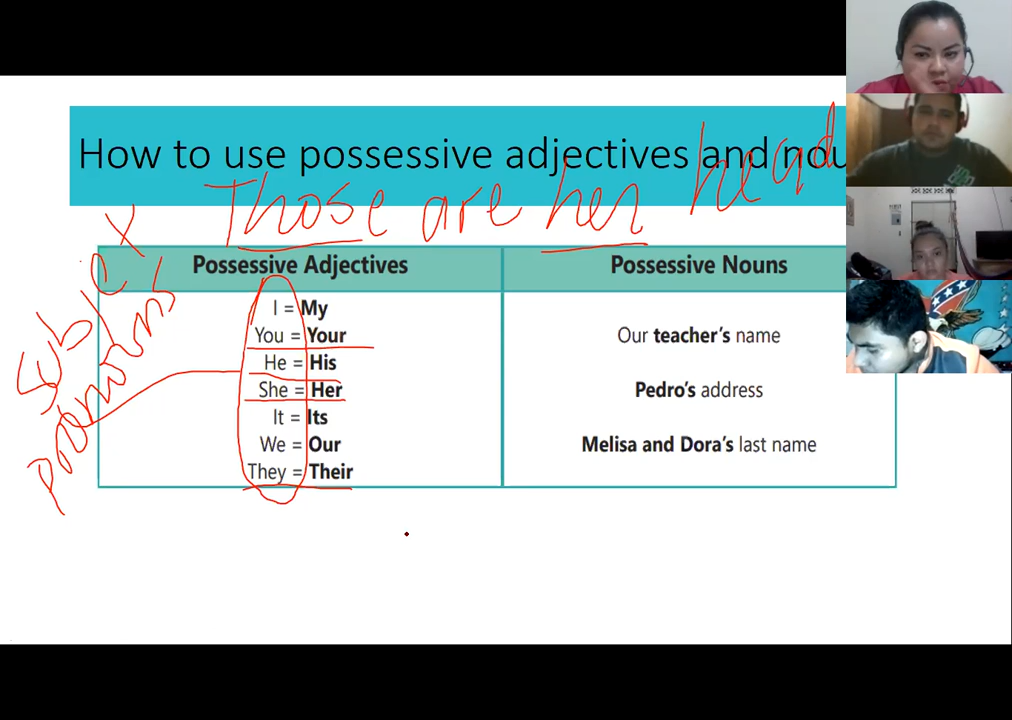 How to use possessive adjectives and nou
Those are her head
Subject
pronouns
Possessive Adjectives
Possessive Nouns
I = My
You = Your
He = His
She = Her
It = Its
We = Our
They = Their
Our teacher's name
Pedro's address
Melisa and Dora's last name